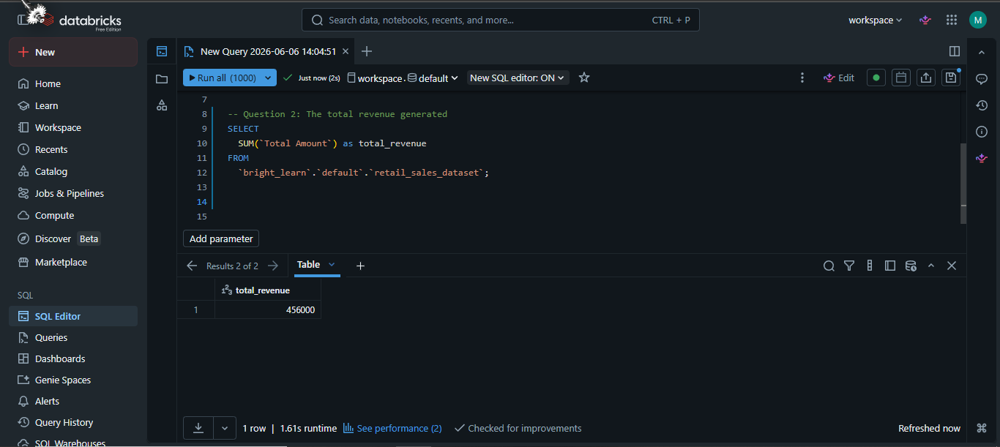 databricks
Free Edition
Search data, notebooks, recents, and more... CTRL + P
workspace
M
New
Home
Learn
Workspace
Recents
Catalog
Jobs & Pipelines
Compute
Discover Beta
Marketplace
SQL
SQL Editor
Queries
Dashboards
Genie Spaces
Alerts
Query History
SQL Warehouses
New Query 2026-06-06 14:04:51
Run all (1000) Just now (2s) workspace. default New SQL editor: ON Edit
7
8 -- Question 2: The total revenue generated
9 SELECT
10 SUM(`Total Amount`) as total_revenue
11 FROM
12 `bright_learn`.`default`.`retail_sales_dataset`;
13
14
15
Add parameter
Results 2 of 2 Table
1²3 total_revenue
1 456000
1 row | 1.61s runtime See performance (2) Checked for improvements Refreshed now